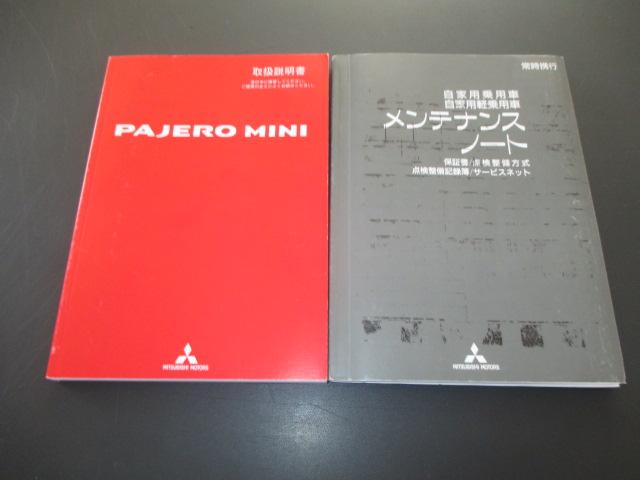 取扱説明書
PAJERO MINI
MITSUBISHI MOTORS
常時携行
自家用乗用車
自家用軽乗用車
メンテナンス
ノート
保証書/点検整備方式
点検整備記録簿/サービスネット
MITSUBISHI MOTORS